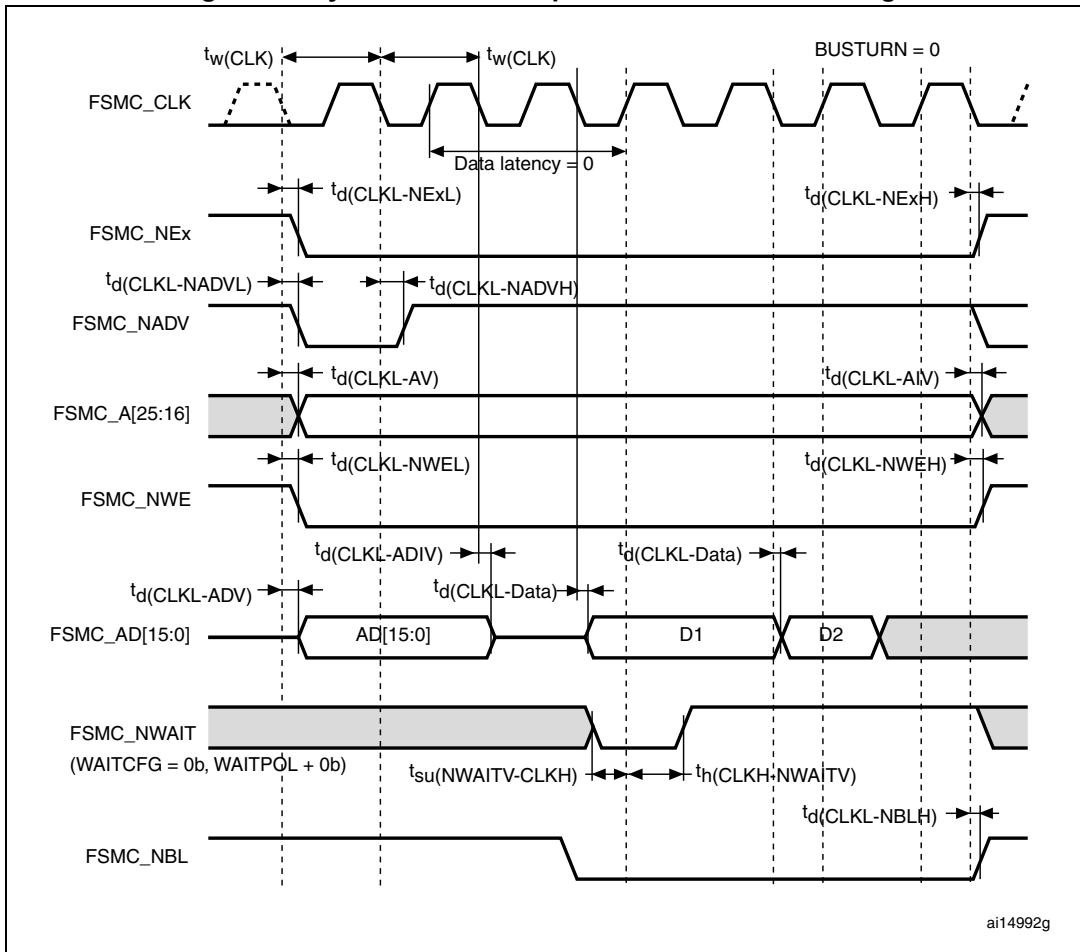 BUSTURN = 0
tw(CLK)
tw(CLK)
FSMC_CLK
Data latency = 0
td(CLKL-NExL)
td(CLKL-NExH)
FSMC_NEx
td(CLKL-NADVL)
td(CLKL-NADVH)
FSMC_NADV
td(CLKL-AV)
td(CLKL-AIV)
FSMC_A[25:16]
td(CLKL-NWEL)
td(CLKL-NWEH)
FSMC_NWE
td(CLKL-ADIV)
td(CLKL-Data)
td(CLKL-ADV)
td(CLKL-Data)
FSMC_AD[15:0]
AD[15:0]
D1
D2
FSMC_NWAIT
(WAITCFG = 0b, WAITPOL + 0b)
tsu(NWAITV-CLKH)
th(CLKH-NWAITV)
td(CLKL-NBLH)
FSMC_NBL
ai14992g